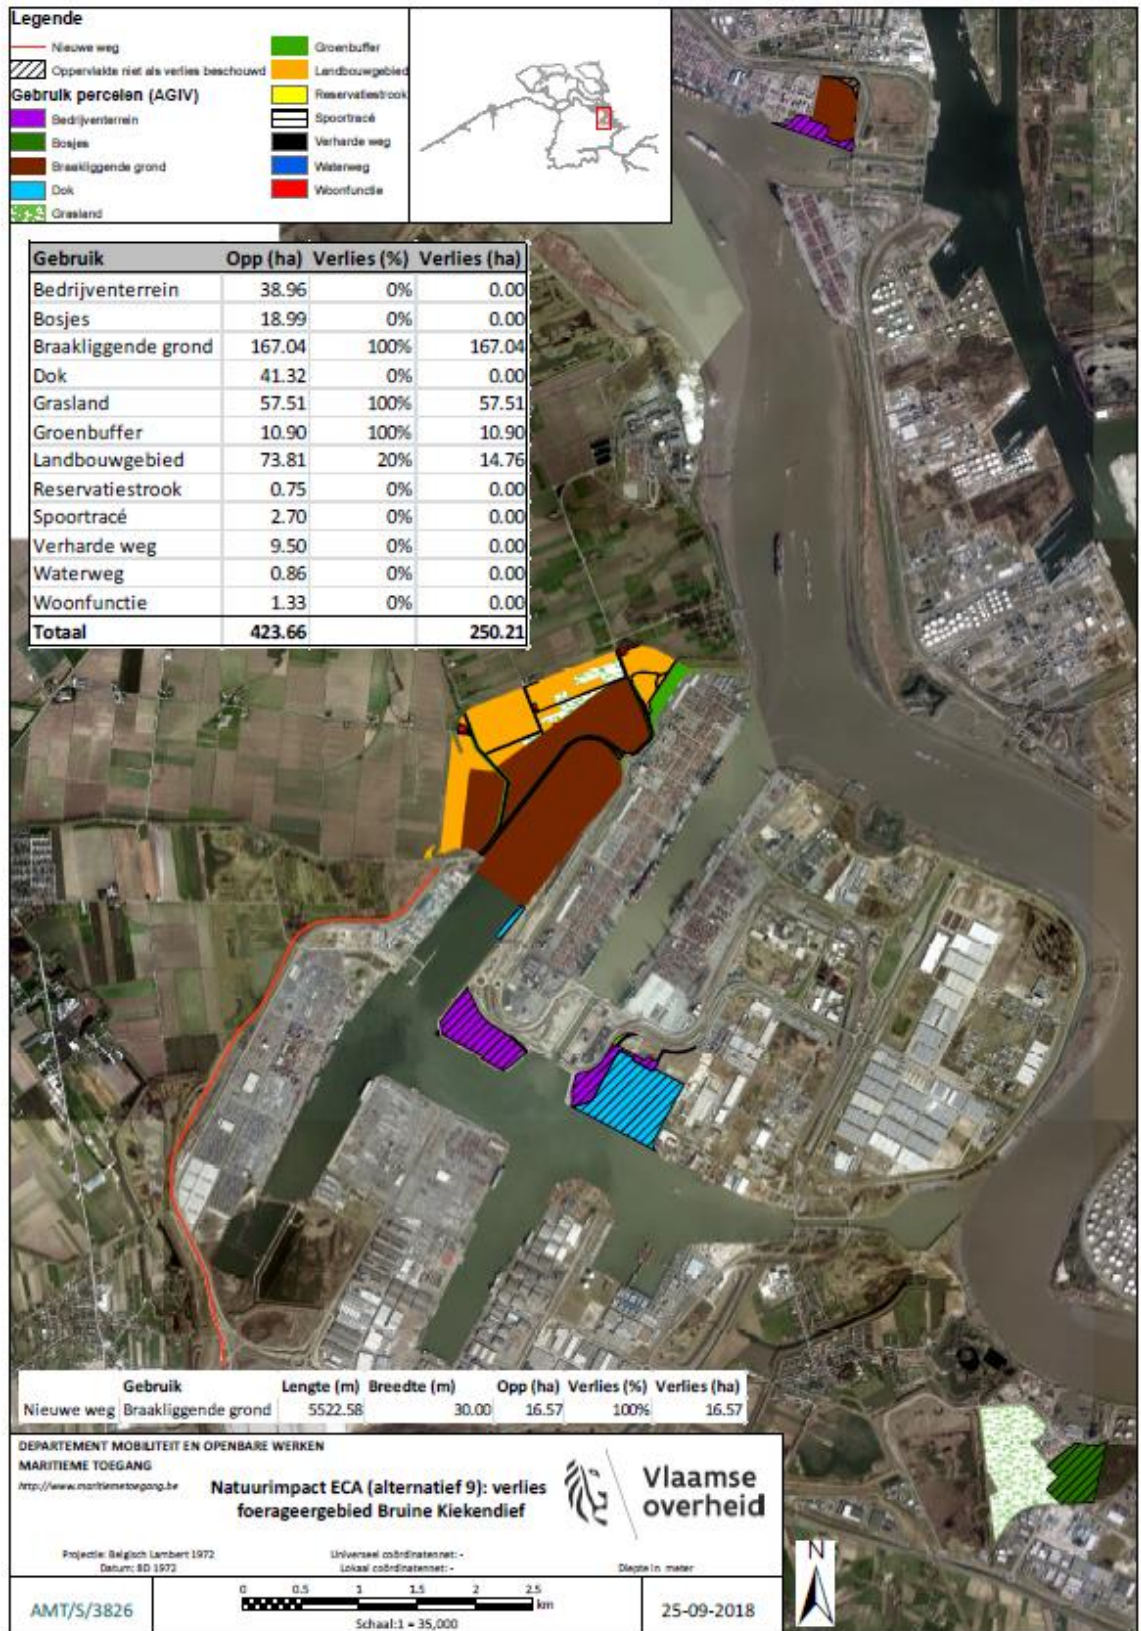 Legende
Nieuwe weg
Oppervlakte niet als verlies beschouwd
Gebruik percelen (AGIV)
Bedrijventerrein
Bosjes
Braakliggende grond
Dok
Grasland
Groenbuffer
Landbouwgebied
Reservatiestrook
Spoortracé
Verharde weg
Waterweg
Woonfunctie
Gebruik Opp (ha) Verlies (%) Verlies (ha)
Bedrijventerrein 38.96 0% 0.00
Bosjes 18.99 0% 0.00
Braakliggende grond 167.04 100% 167.04
Dok 41.32 0% 0.00
Grasland 57.51 100% 57.51
Groenbuffer 10.90 100% 10.90
Landbouwgebied 73.81 20% 14.76
Reservatiestrook 0.75 0% 0.00
Spoortracé 2.70 0% 0.00
Verharde weg 9.50 0% 0.00
Waterweg 0.86 0% 0.00
Woonfunctie 1.33 0% 0.00
Totaal 423.66 250.21
Gebruik Lengte (m) Breedte (m) Opp (ha) Verlies (%) Verlies (ha)
Nieuwe weg Braakliggende grond 5522.58 30.00 16.57 100% 16.57
DEPARTEMENT MOBILITEIT EN OPENBARE WERKEN
MARITIEME TOEGANG
http://www.maritiemetoegang.be
Natuurimpact ECA (alternatief 9): verlies
foerageergebied Bruine Kiekendief
Vlaamse
overheid
Projectie: Belgisch Lambert 1972
Datum: BD 1972
Universeel coördinatennet: -
Lokaal coördinatennet: -
Diepte in meter
AMT/S/3826
0 0.5 1 1.5 2 2.5
km
Schaal:1 = 35,000
25-09-2018
N